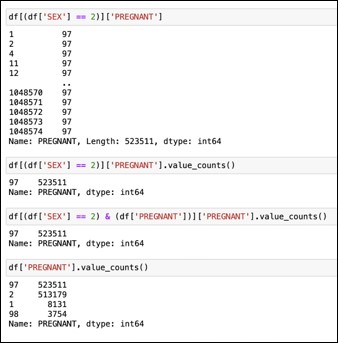 df[(df['SEX'] == 2)]['PREGNANT']
1 97
2 97
4 97
11 97
12 97
..
1048570 97
1048571 97
1048572 97
1048573 97
1048574 97
Name: PREGNANT, Length: 523511, dtype: int64
df[(df['SEX'] == 2)]['PREGNANT'].value_counts()
97 523511
Name: PREGNANT, dtype: int64
df[(df['SEX'] == 2) & (df['PREGNANT'])]['PREGNANT'].value_counts()
97 523511
Name: PREGNANT, dtype: int64
df['PREGNANT'].value_counts()
97 523511
2 513179
1 8131
98 3754
Name: PREGNANT, dtype: int64